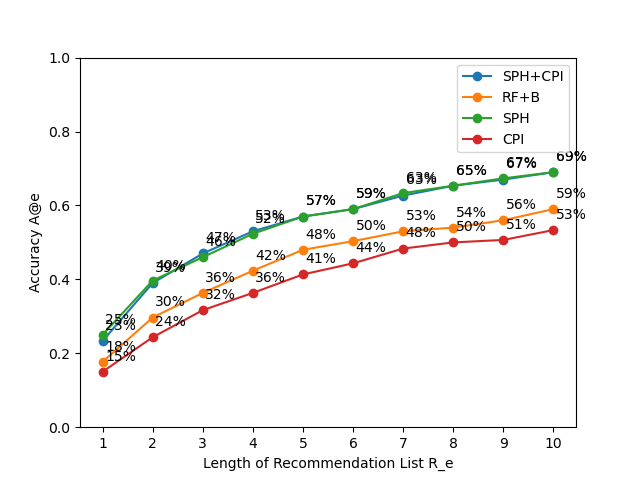 1.0
0.8
0.6
0.4
0.2
0.0
Accuracy A@e
SPH+CPI
RF+B
SPH
CPI
23% 39% 47% 53% 57% 59% 63% 65% 67% 69%
18% 30% 36% 42% 48% 50% 53% 54% 56% 59%
25% 40% 46% 52% 57% 59% 63% 65% 67% 69%
15% 24% 32% 36% 41% 44% 48% 50% 51% 53%
1 2 3 4 5 6 7 8 9 10
Length of Recommendation List R_e